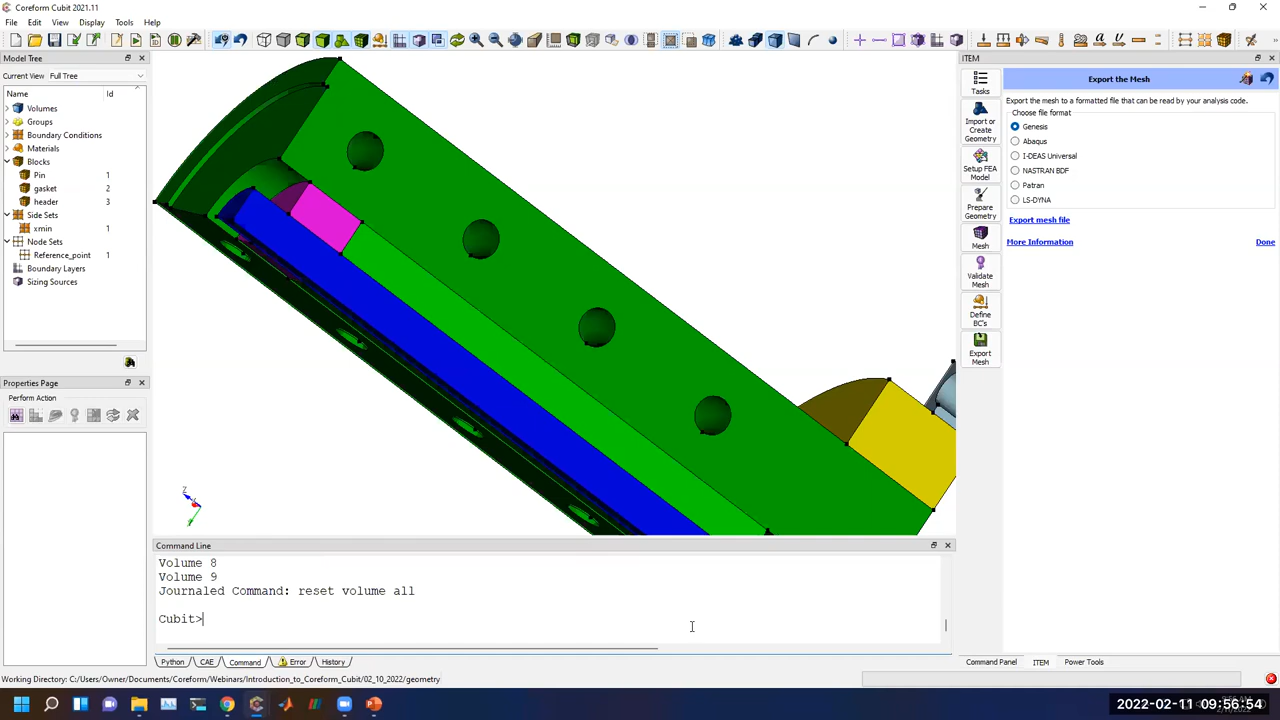 Coreform Cubit 2021.11
File Edit View Display Tools Help
Model Tree
Current View Full Tree
Name Id
Volumes
Groups
Boundary Conditions
Materials
Blocks
Pin 1
gasket 2
header 3
Side Sets
xmin 1
Node Sets
Reference_point 1
Boundary Layers
Sizing Sources
Properties Page
Perform Action
Z
Command Line
Volume 8
Volume 9
Journaled Command: reset volume all
Cubit>
Python CAE Command Error History
Working Directory: C:/Users/Owner/Documents/Coreform/Webinars/Introduction_to_Coreform_Cubit/02_10_2022/geometry
ITEM
Tasks
Import or Create Geometry
Setup FEA Model
Prepare Geometry
Mesh
Validate Mesh
Define BC's
Export Mesh
Export the Mesh
Export the mesh to a formatted file that can be read by your analysis code.
Choose file format
Genesis
Abaqus
I-DEAS Universal
NASTRAN BDF
Patran
LS-DYNA
Export mesh file
More Information Done
Command Panel ITEM Power Tools
2022-02-11 09:56:54